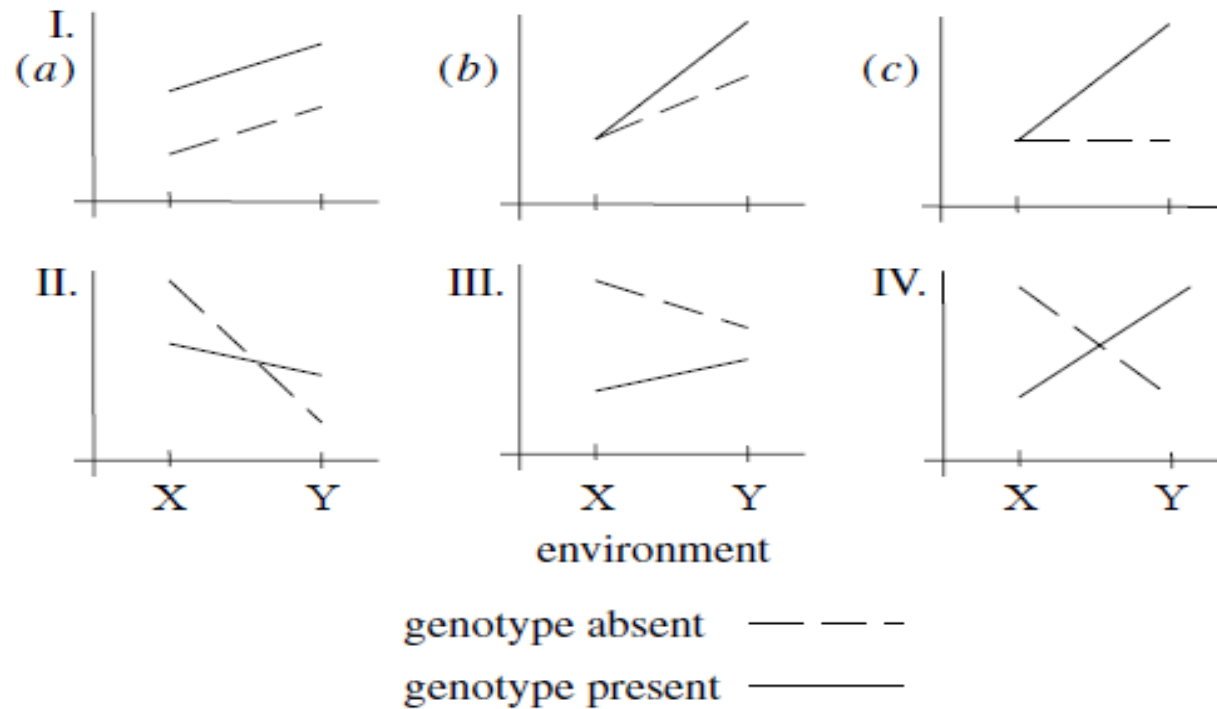 I.
(a)
(b)
(c)
II.
III.
IV.
X Y X Y X Y
environment
genotype absent
genotype present